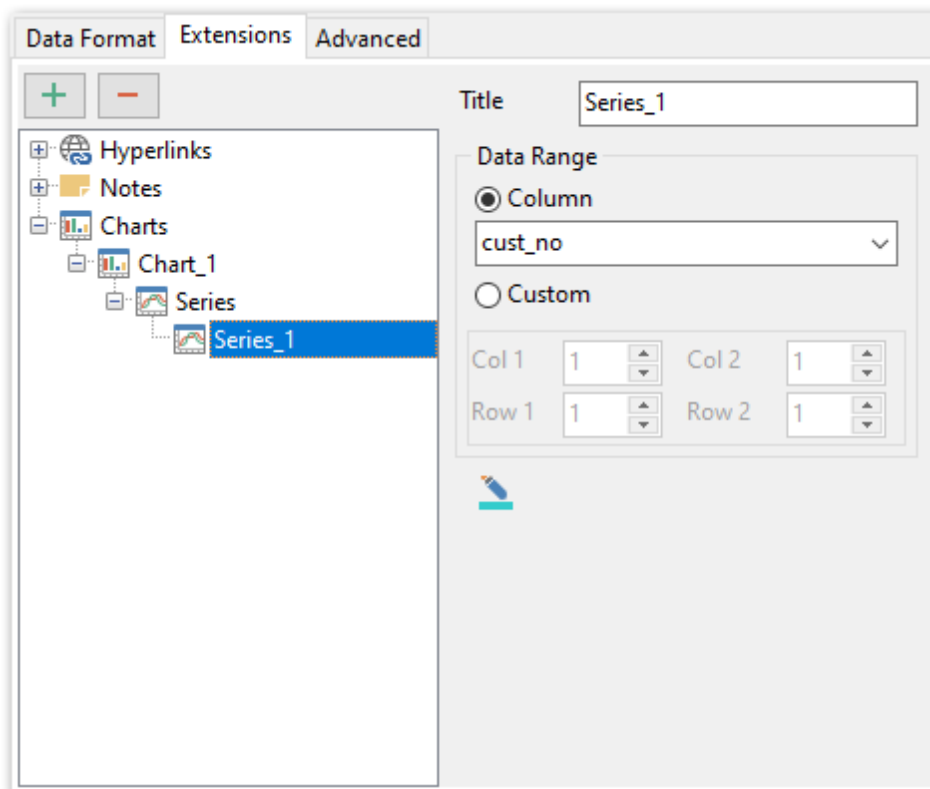 Data Format Extensions Advanced
Title Series_1
Hyperlinks
Notes
Charts
Chart_1
Series
Series_1
Data Range
Column
cust_no
Custom
Col 1 1 Col 2 1
Row 1 1 Row 2 1